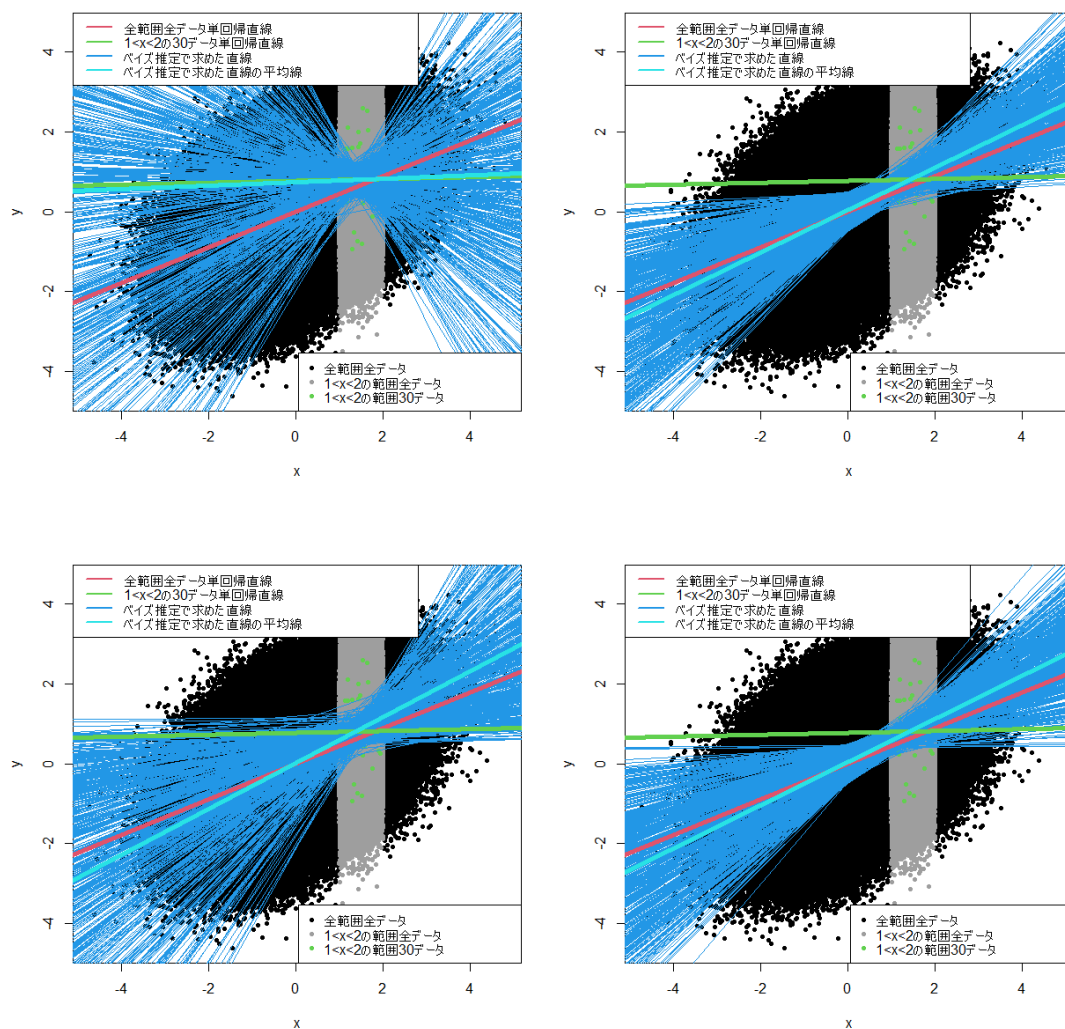 全範囲全データ単回帰直線
1<x<2の30データ単回帰直線
ベイズ推定で求めた直線
ベイズ推定で求めた直線の平均線
4
2
0
-2
-4
y
全範囲全データ
1<x<2の範囲全データ
1<x<2の範囲30データ
-4
-2
0
2
4
x
全範囲全データ単回帰直線
1<x<2の30データ単回帰直線
ベイズ推定で求めた直線
ベイズ推定で求めた直線の平均線
4
2
0
-2
-4
y
全範囲全データ
1<x<2の範囲全データ
1<x<2の範囲30データ
-4
-2
0
2
4
x
全範囲全データ単回帰直線
1<x<2の30データ単回帰直線
ベイズ推定で求めた直線
ベイズ推定で求めた直線の平均線
4
2
0
-2
-4
y
全範囲全データ
1<x<2の範囲全データ
1<x<2の範囲30データ
-4
-2
0
2
4
x
全範囲全データ単回帰直線
1<x<2の30データ単回帰直線
ベイズ推定で求めた直線
ベイズ推定で求めた直線の平均線
4
2
0
-2
-4
y
全範囲全データ
1<x<2の範囲全データ
1<x<2の範囲30データ
-4
-2
0
2
4
x